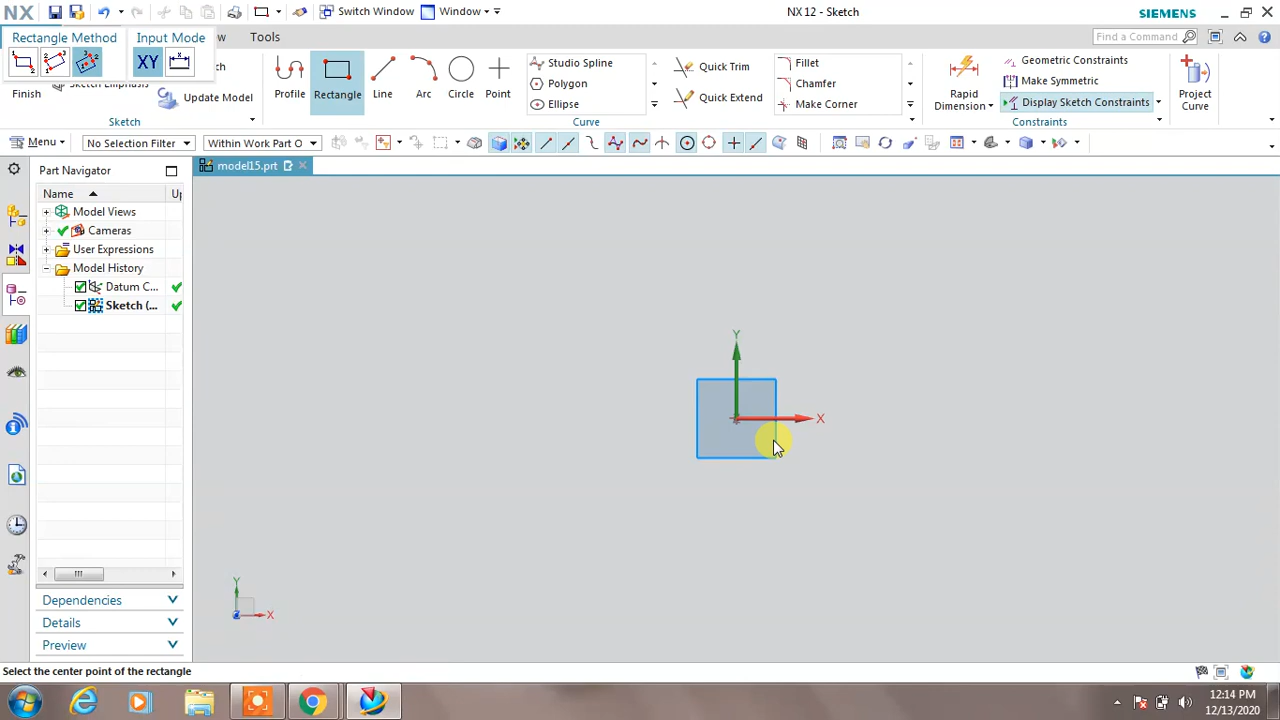 NX
Switch Window
Window
NX 12 - Sketch
SIEMENS
Rectangle Method
Input Mode
Tools
Find a Command
XY
Finish
Sketch Emphasis
Update Model
Sketch
Profile
Rectangle
Line
Arc
Circle
Point
Studio Spline
Polygon
Ellipse
Quick Trim
Quick Extend
Fillet
Chamfer
Make Corner
Curve
Rapid
Dimension
Geometric Constraints
Make Symmetric
Display Sketch Constraints
Constraints
Project
Curve
Menu
No Selection Filter
Within Work Part O
model15.prt
Part Navigator
Name
Up
Model Views
Cameras
User Expressions
Model History
Datum C...
Sketch (...
Dependencies
Details
Preview
Y
X
Y
X
Select the center point of the rectangle
12:14 PM
12/13/2020